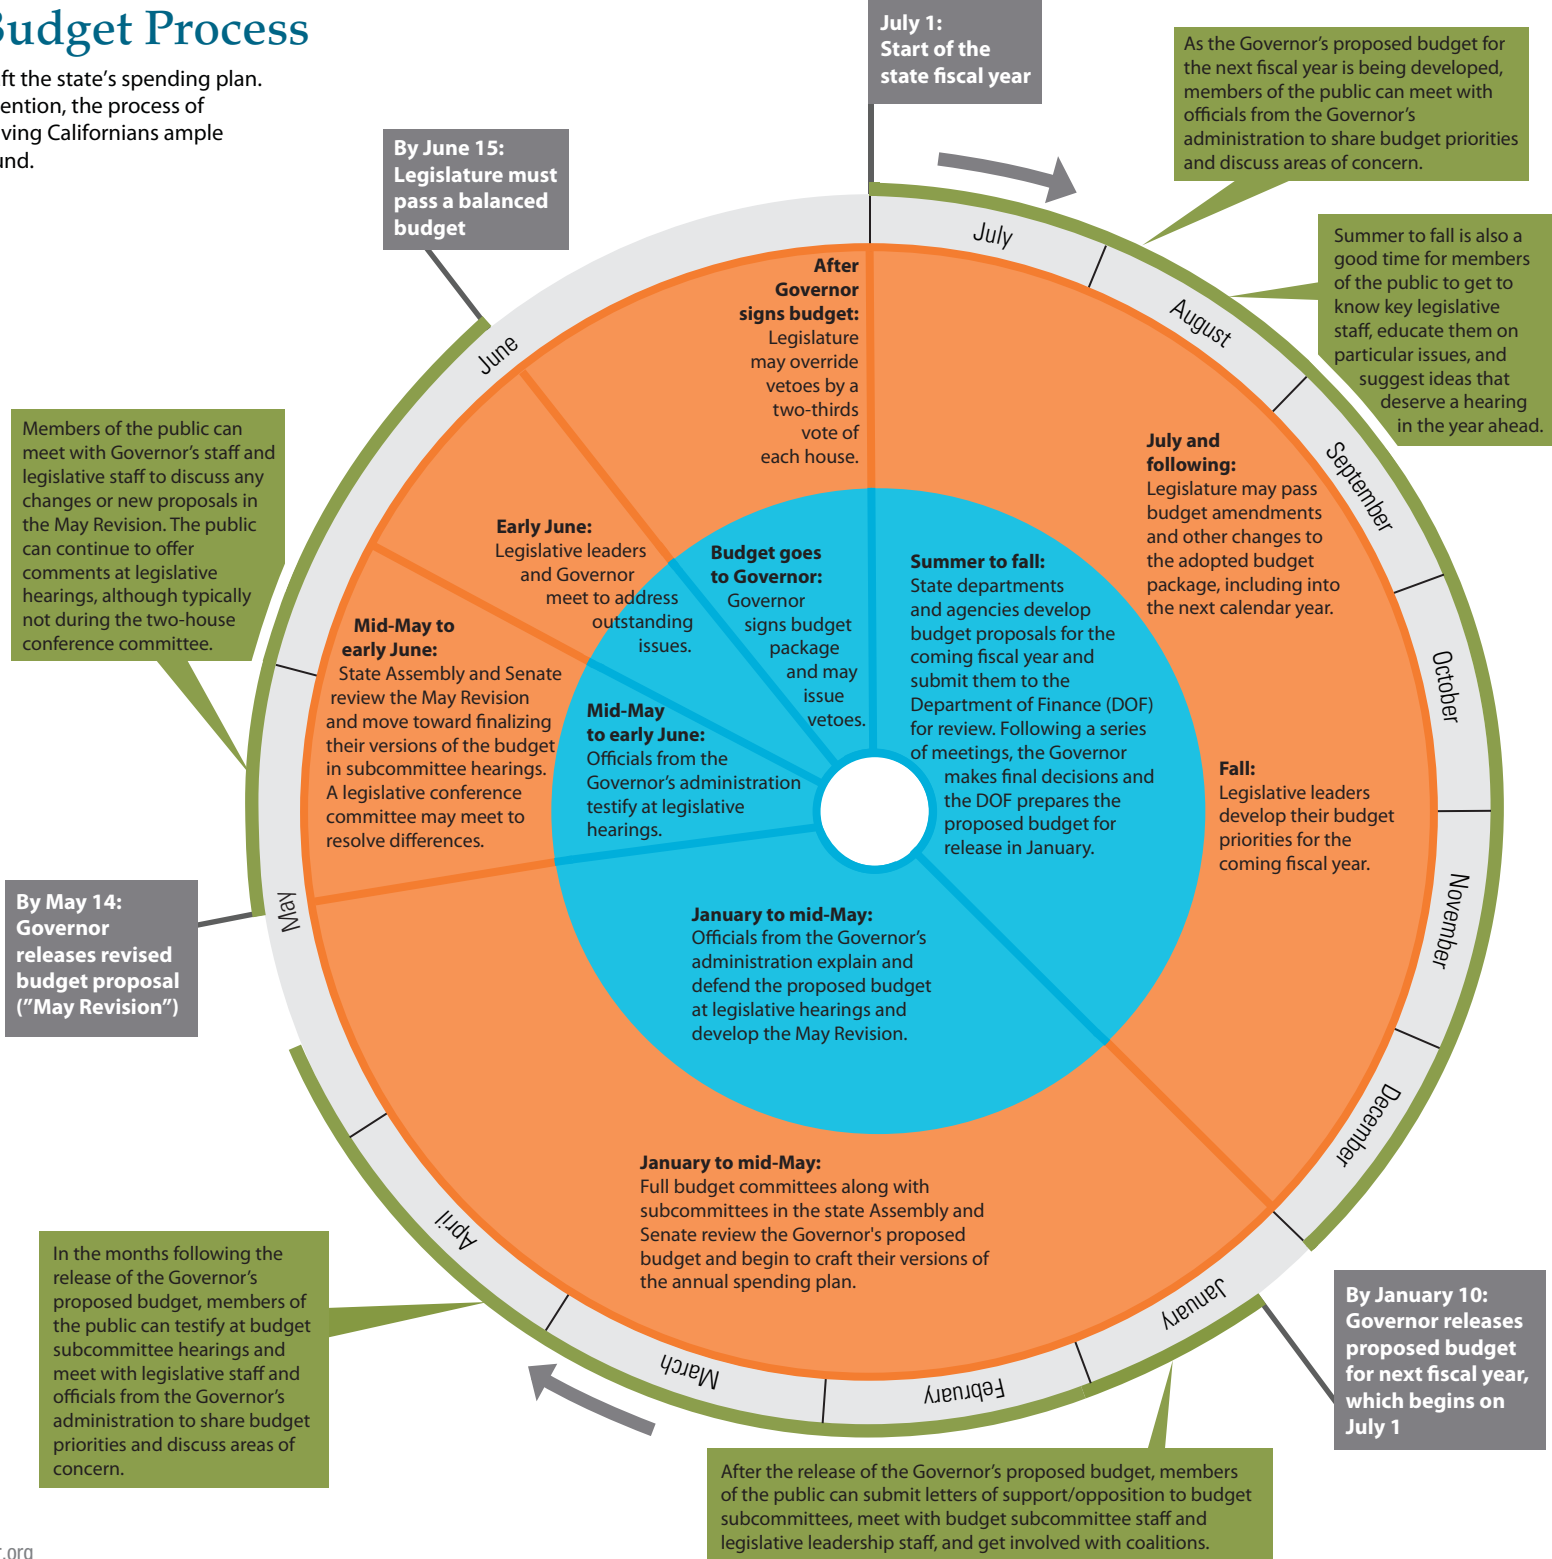 Budget Process
ft the state’s spending plan.
ention, the process of
ving Californians ample
und.
July 1:
Start of the
state fiscal year
As the Governor’s proposed budget for
the next fiscal year is being developed,
members of the public can meet with
officials from the Governor’s
administration to share budget priorities
and discuss areas of concern.
By June 15:
Legislature must
pass a balanced
budget
Summer to fall is also a
good time for members
of the public to get to
know key legislative
staff, educate them on
particular issues, and
suggest ideas that
deserve a hearing
in the year ahead.
July
August
September
October
November
December
January
February
March
April
May
June
After
Governor
signs budget:
Legislature
may override
vetoes by a
two-thirds
vote of
each house.
July and
following:
Legislature may pass
budget amendments
and other changes to
the adopted budget
package, including into
the next calendar year.
Members of the public can
meet with Governor’s staff and
legislative staff to discuss any
changes or new proposals in
the May Revision. The public
can continue to offer
comments at legislative
hearings, although typically
not during the two-house
conference committee.
Early June:
Legislative leaders
and Governor
meet to address
outstanding
issues.
Budget goes
to Governor:
Governor
signs budget
package
and may
issue
vetoes.
Summer to fall:
State departments
and agencies develop
budget proposals for the
coming fiscal year and
submit them to the
Department of Finance (DOF)
for review. Following a series
of meetings, the Governor
makes final decisions and
the DOF prepares the
proposed budget for
release in January.
Mid-May to
early June:
State Assembly and Senate
review the May Revision
and move toward finalizing
their versions of the budget
in subcommittee hearings.
A legislative conference
committee may meet to
resolve differences.
Mid-May
to early June:
Officials from the
Governor’s administration
testify at legislative
hearings.
Fall:
Legislative leaders
develop their budget
priorities for the
coming fiscal year.
By May 14:
Governor
releases revised
budget proposal
(”May Revision”)
January to mid-May:
Officials from the Governor’s
administration explain and
defend the proposed budget
at legislative hearings and
develop the May Revision.
January to mid-May:
Full budget committees along with
subcommittees in the state Assembly and
Senate review the Governor's proposed
budget and begin to craft their versions of
the annual spending plan.
In the months following the
release of the Governor’s
proposed budget, members of
the public can testify at budget
subcommittee hearings and
meet with legislative staff and
officials from the Governor’s
administration to share budget
priorities and discuss areas of
concern.
By January 10:
Governor releases
proposed budget
for next fiscal year,
which begins on
July 1
After the release of the Governor’s proposed budget, members
of the public can submit letters of support/opposition to budget
subcommittees, meet with budget subcommittee staff and
legislative leadership staff, and get involved with coalitions.
.org